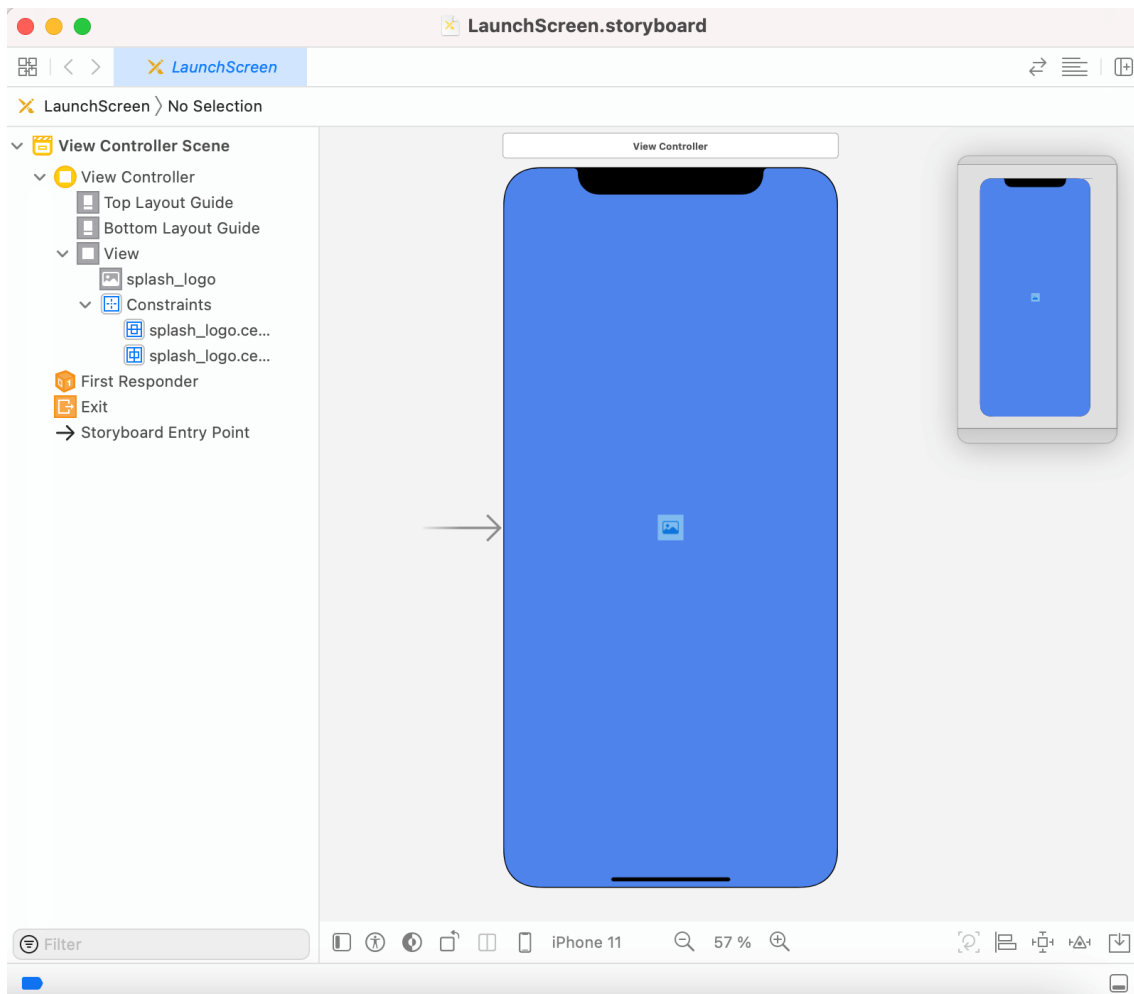 LaunchScreen.storyboard
LaunchScreen
LaunchScreen 〉 No Selection
View Controller Scene
View Controller
Top Layout Guide
Bottom Layout Guide
View
splash_logo
Constraints
splash_logo.ce...
splash_logo.ce...
First Responder
Exit
Storyboard Entry Point
View Controller
Filter
iPhone 11
57 %